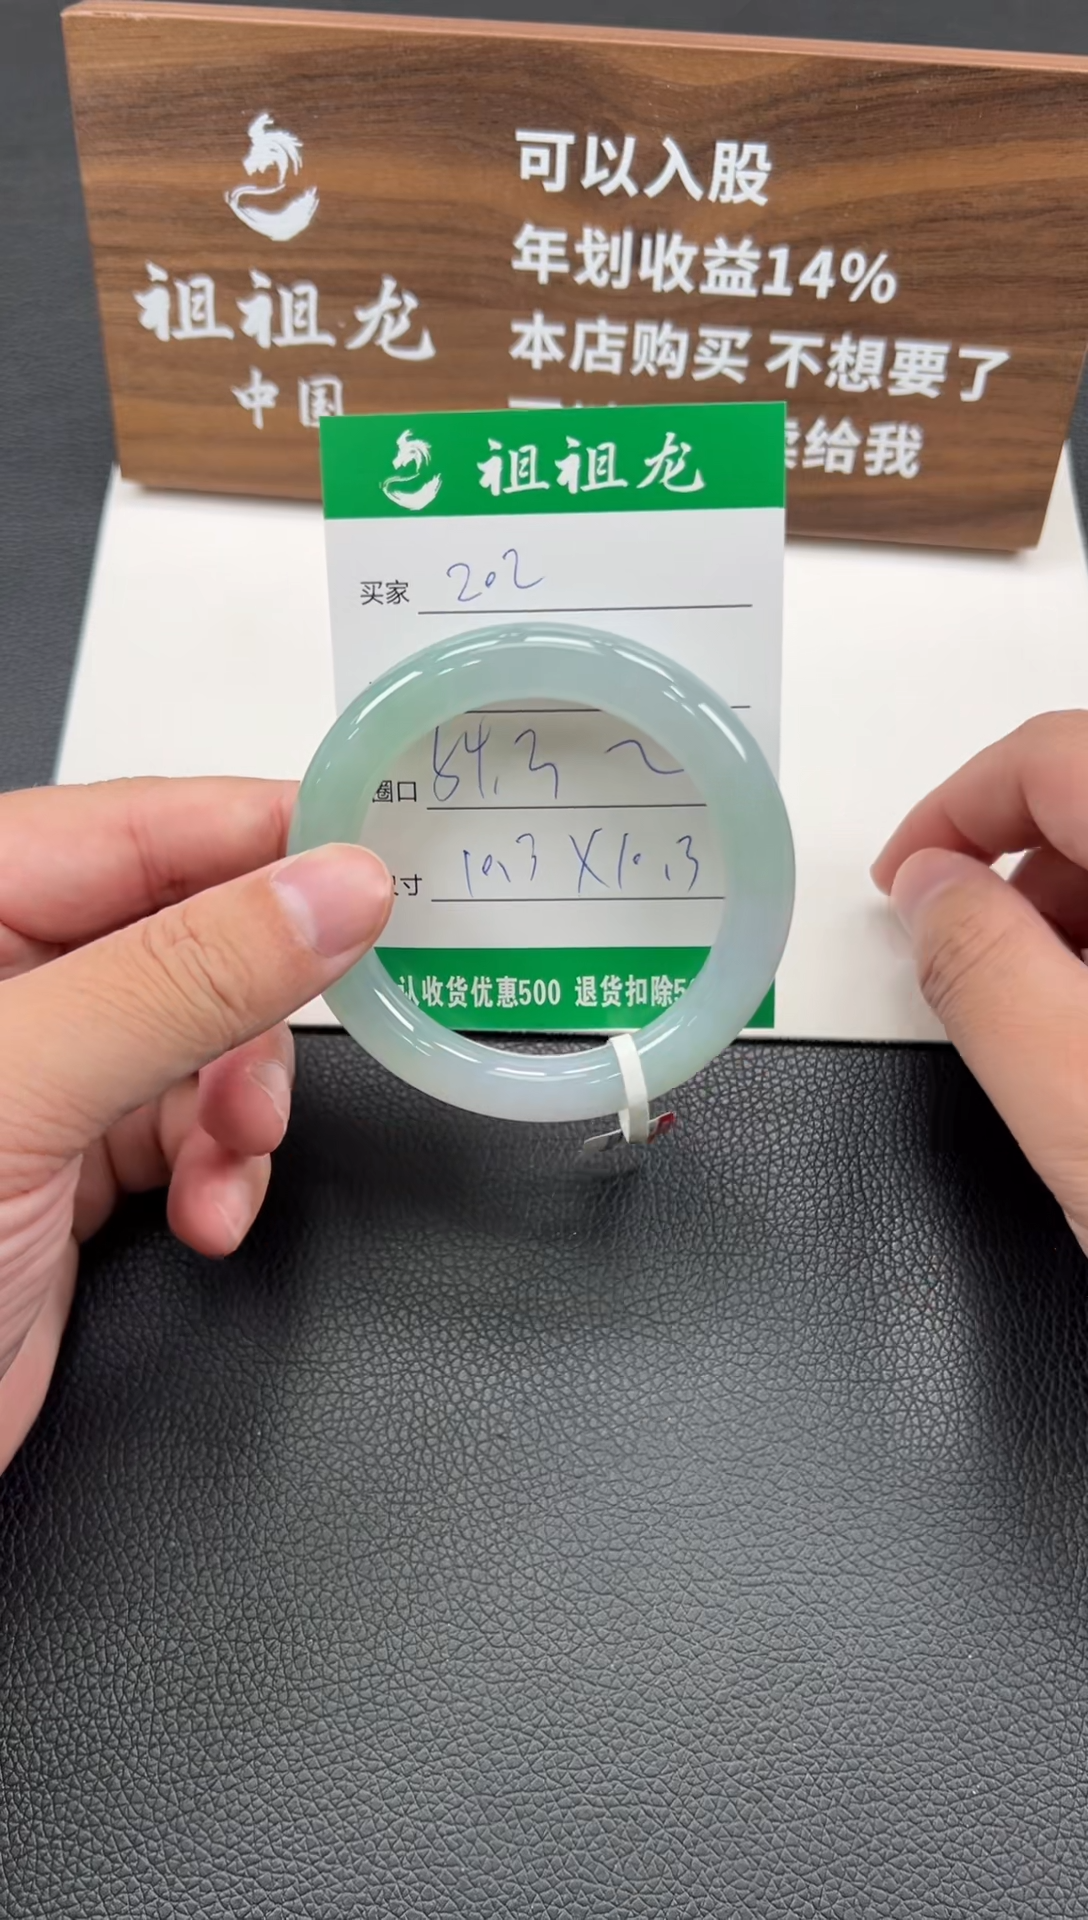 祖祖龙
中国
可以入股
年划收益14%
本店购买 不想要了
卖给我
祖祖龙
买家 202
圈口 54.3
寸 10.3 X 10.3
认收货优惠500 退货扣除5